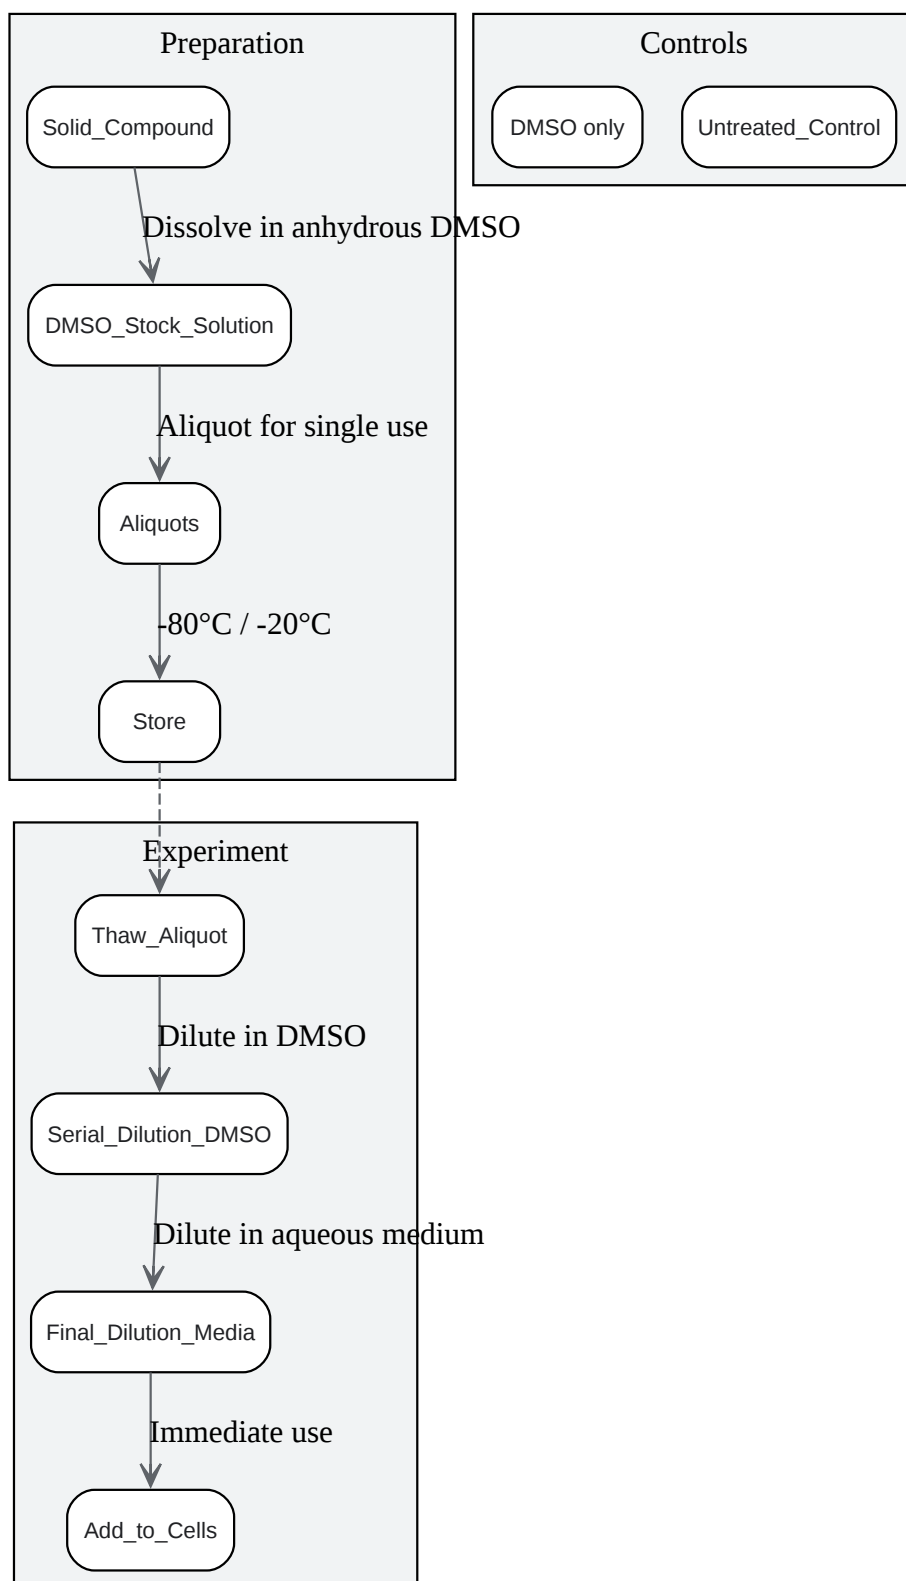 Preparation
Solid_Compound
Dissolve in anhydrous DMSO
DMSO_Stock_Solution
Aliquot for single use
Aliquots
-80°C / -20°C
Store
Controls
DMSO only
Untreated_Control
Experiment
Thaw_Aliquot
Dilute in DMSO
Serial_Dilution_DMSO
Dilute in aqueous medium
Final_Dilution_Media
Immediate use
Add_to_Cells